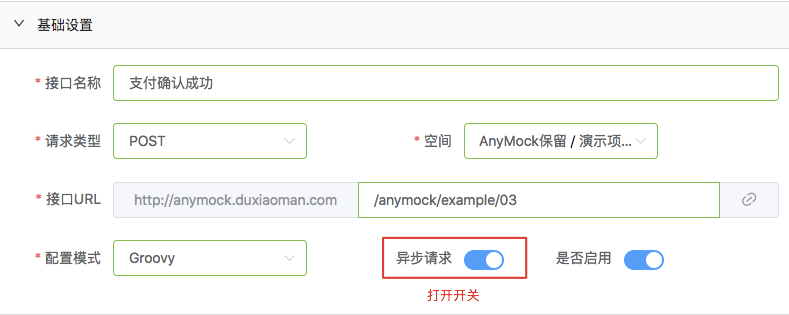 基础设置
* 接口名称 支付确认成功
* 请求类型 POST * 空间 AnyMock保留 / 演示项...
* 接口URL http://anymock.duxiaoman.com /anymock/example/03
* 配置模式 Groovy 异步请求 是否启用
打开开关